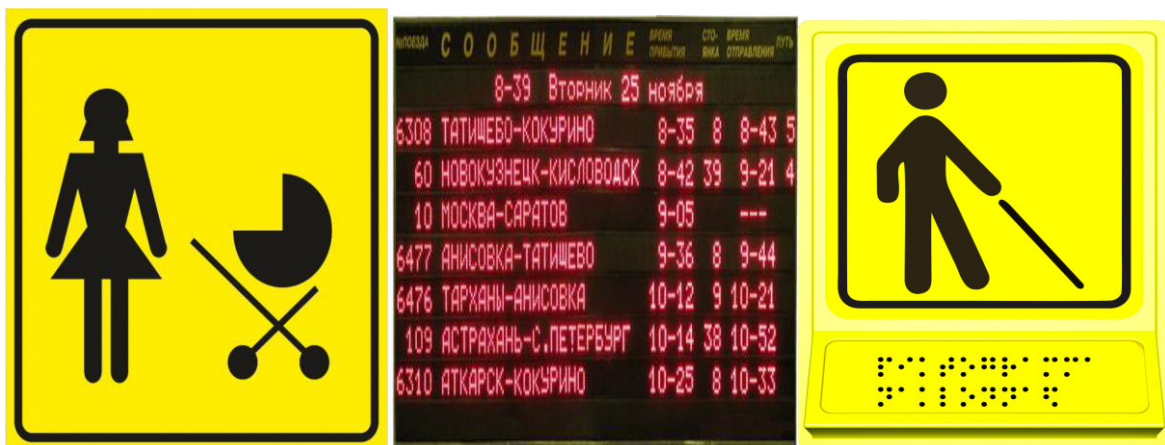 №ПОЕЗДА СООБЩЕНИЕ ВРЕМЯ ПРИБЫТИЯ СТО-ЯНКА ВРЕМЯ ОТПРАВЛЕНИЯ ПУТЬ
8-39 Вторник 25 ноября
6308 ТАТИЩЕВО-КОКУРИНО 8-35 8 8-43 5
60 НОВОКУЗНЕЦК-КИСЛОВОДСК 8-42 39 9-21 4
10 МОСКВА-САРАТОВ 9-05 ---
6477 АНИСОВКА-ТАТИЩЕВО 9-36 8 9-44
6476 ТАРХАНЫ-АНИСОВКА 10-12 9 10-21
109 АСТРАХАНЬ-С.ПЕТЕРБУРГ 10-14 38 10-52
6310 АТКАРСК-КОКУРИНО 10-25 8 10-33